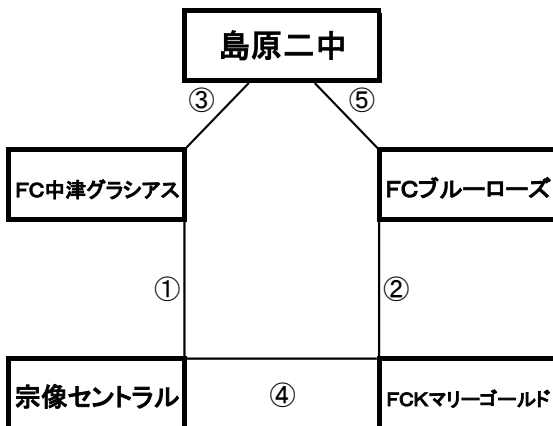 島原二中
③ ⑤
FC中津グラシアス FCブルーローズ
① ②
宗像セントラル ④ FCKマリーゴールド